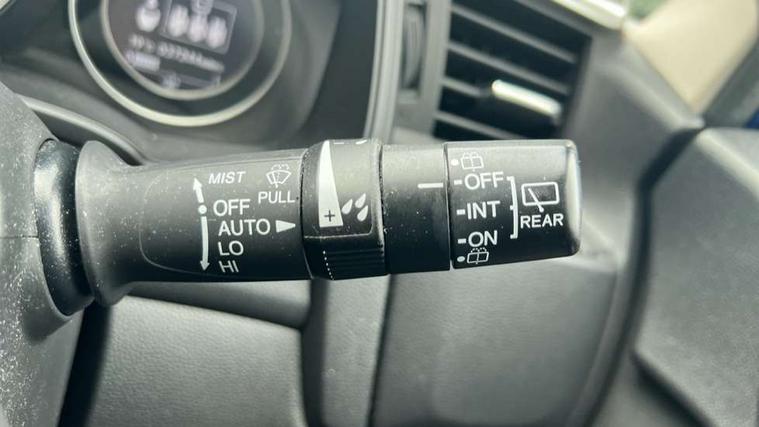 MIST
PULL
OFF
AUTO
LO
HI
+
OFF
INT
ON
REAR